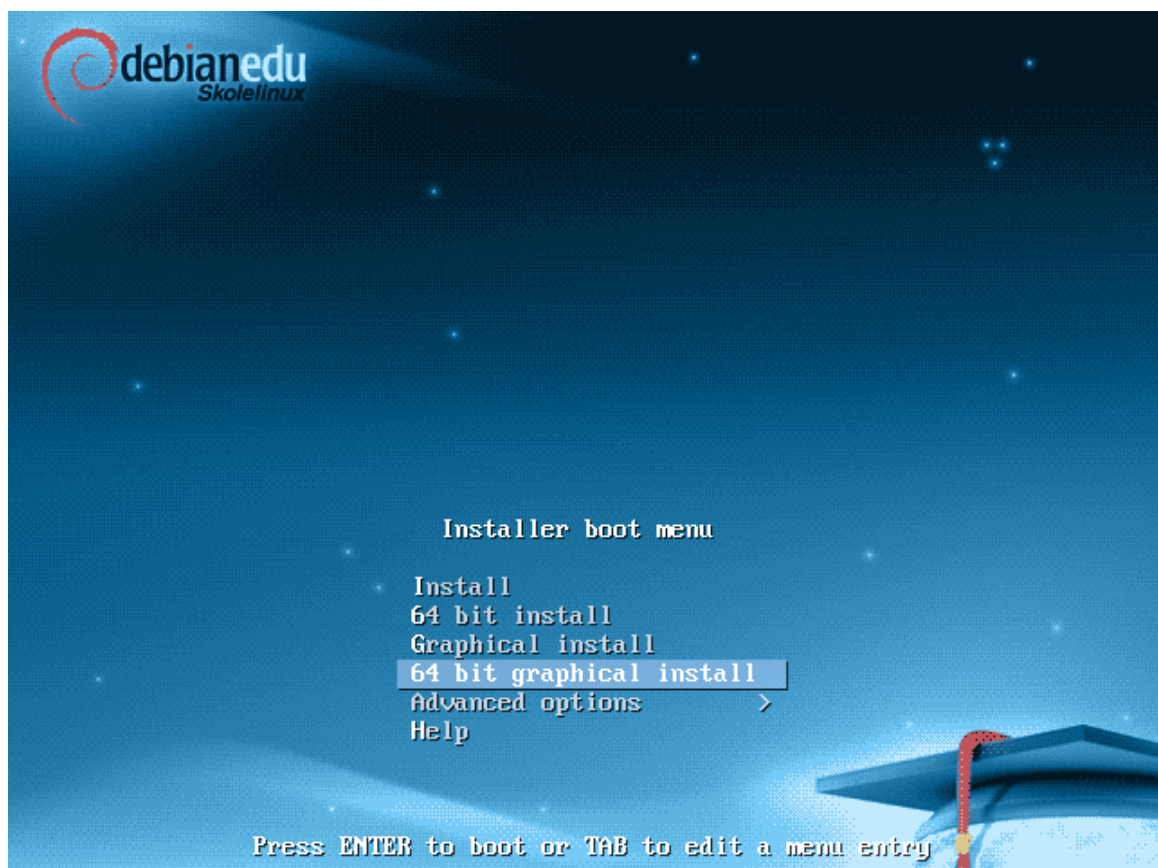 debianedu
Skolelinux
Installer boot menu
Install
64 bit install
Graphical install
64 bit graphical install
Advanced options >
Help
Press ENTER to boot or TAB to edit a menu entry